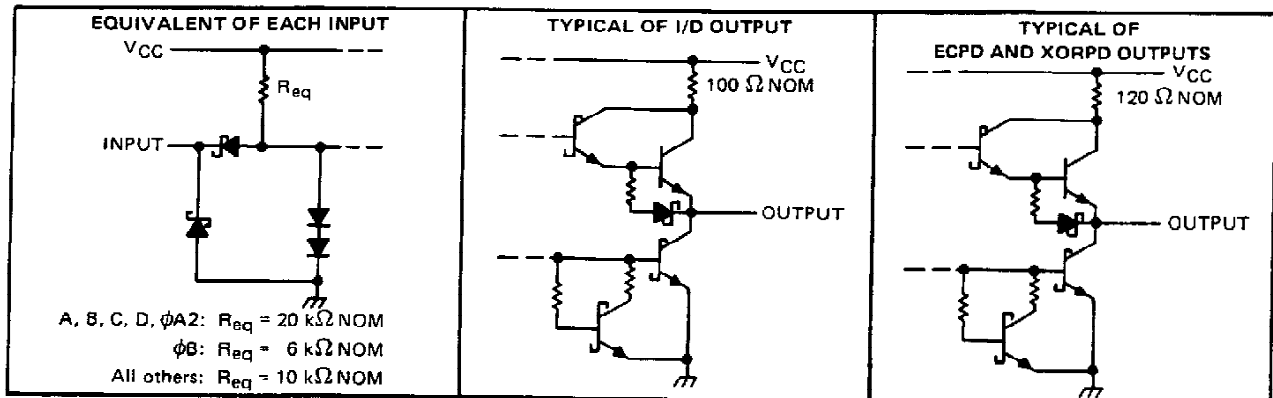 EQUIVALENT OF EACH INPUT
VCC
Req
INPUT
A, B, C, D, ϕA2: Req = 20 kΩ NOM
ϕB: Req = 6 kΩ NOM
All others: Req = 10 kΩ NOM
TYPICAL OF I/D OUTPUT
VCC
100 Ω NOM
OUTPUT
TYPICAL OF
ECPD AND XORPD OUTPUTS
VCC
120 Ω NOM
OUTPUT